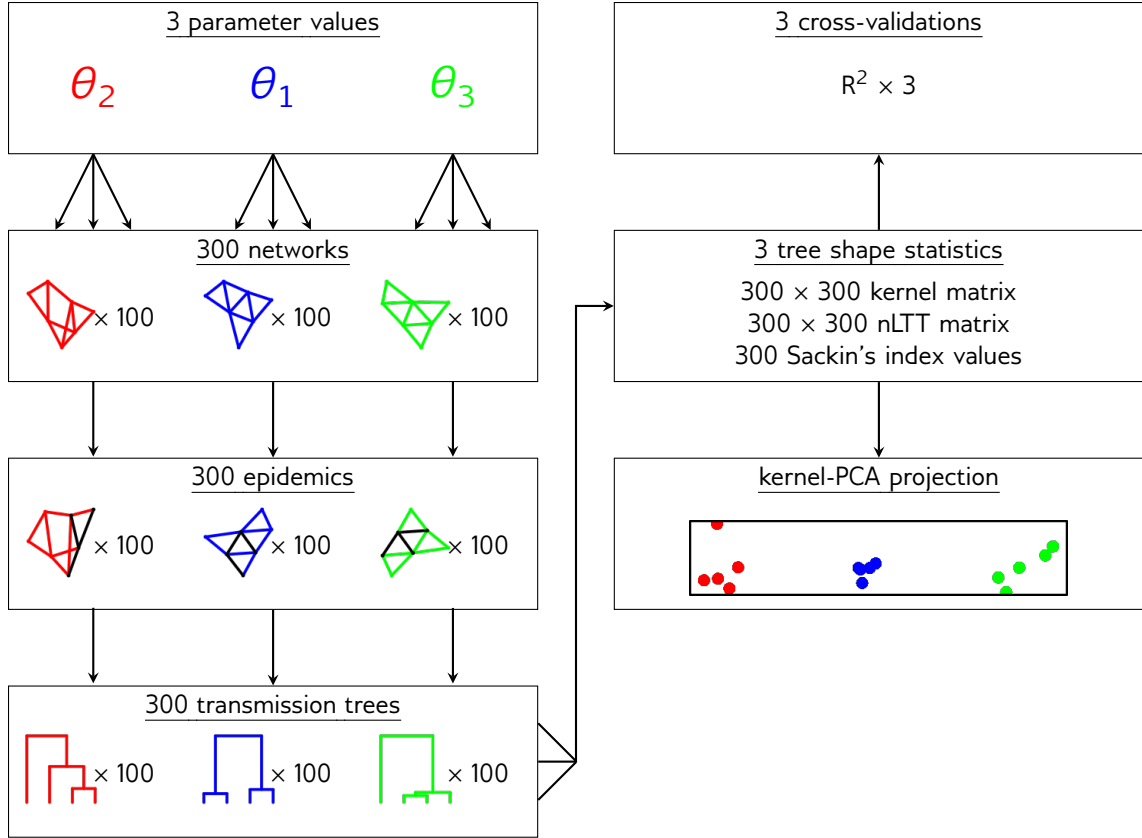 3 parameter values
θ2 θ1 θ3
300 networks
× 100 × 100 × 100
300 epidemics
× 100 × 100 × 100
300 transmission trees
× 100 × 100 × 100
3 cross-validations
R² × 3
3 tree shape statistics
300 × 300 kernel matrix
300 × 300 nLTT matrix
300 Sackin's index values
kernel-PCA projection